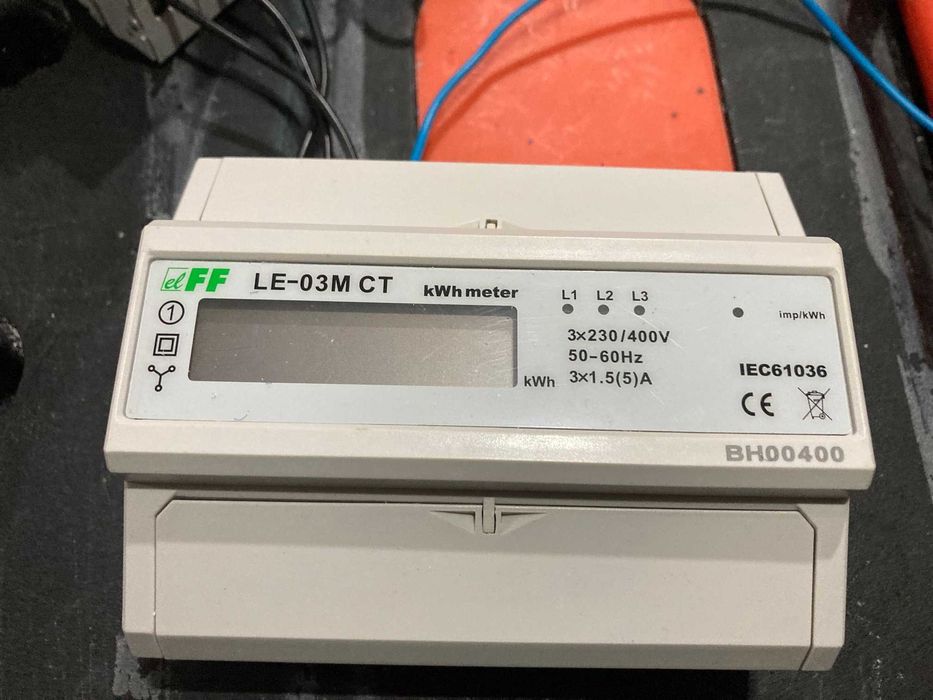 elFF LE-03M CT kWh meter
1
L1 L2 L3
imp/kWh
3×230/400V
50-60Hz
3×1.5(5)A
kWh
IEC61036
CE
BH00400